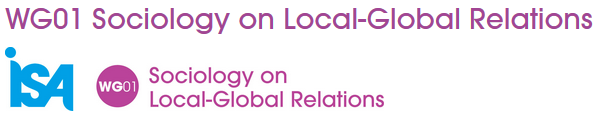 WG01 Sociology on Local-Global Relations
isa
WG01
Sociology on
Local-Global Relations